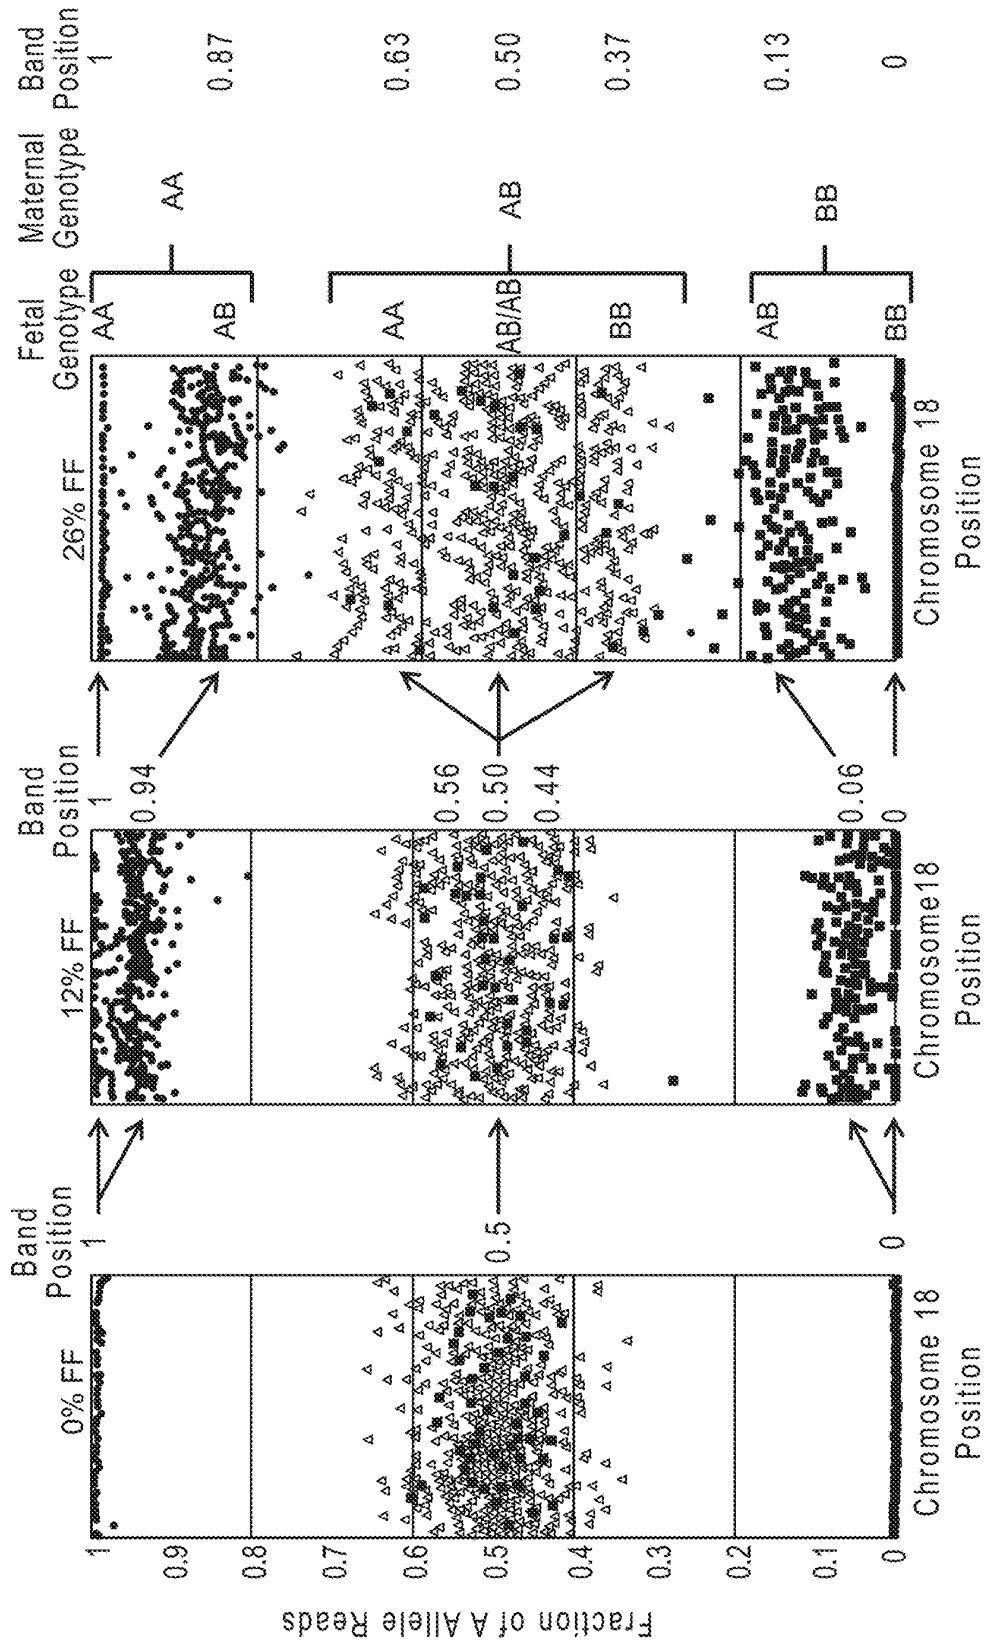 Fraction of A Allele Reads
1
0.9
0.8
0.7
0.6
0.5
0.4
0.3
0.2
0.1
0
0% FF
Chromosome 18
Position
Band
Position
1
0.5
0
12% FF
Chromosome18
Position
Band
Position
1
0.94
0.56
0.50
0.44
0.06
0
26% FF
Chromosome 18
Position
Fetal
Genotype
AA
AB
AA
AB/AB
BB
AB
BB
Maternal
Genotype
AA
AB
BB
Band
Position
1
0.87
0.63
0.50
0.37
0.13
0